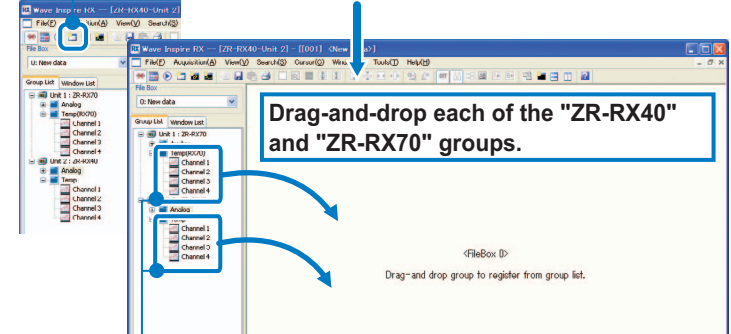 Wave Inspire RX --- [ZR-RX40-Unit 2]
File(F) View(V) Search(S)
File Box
0: New data
Group List Window List
Unit 1 : ZR-RX70
Analog
Temp(RX70)
Channel 1
Channel 2
Channel 3
Channel 4
Unit 2 : ZR-RX40
Analog
Temp
Channel 1
Channel 2
Channel 3
Channel 4
Wave Inspire RX --- [ZR-RX40-Unit 2] - [[001] <New data>]
File(F) Acquisition(A) View(V) Search(S) Cursor(C) Tools(T) Help(H)
File Box
0: New data
Group List Window List
Unit 1 : ZR-RX70
Temp(RX70)
Channel 1
Channel 2
Channel 3
Channel 4
Analog
Channel 1
Channel 2
Channel 3
Channel 4
Drag-and-drop each of the "ZR-RX40"
and "ZR-RX70" groups.
<FileBox 0>
Drag-and drop group to register from group list.